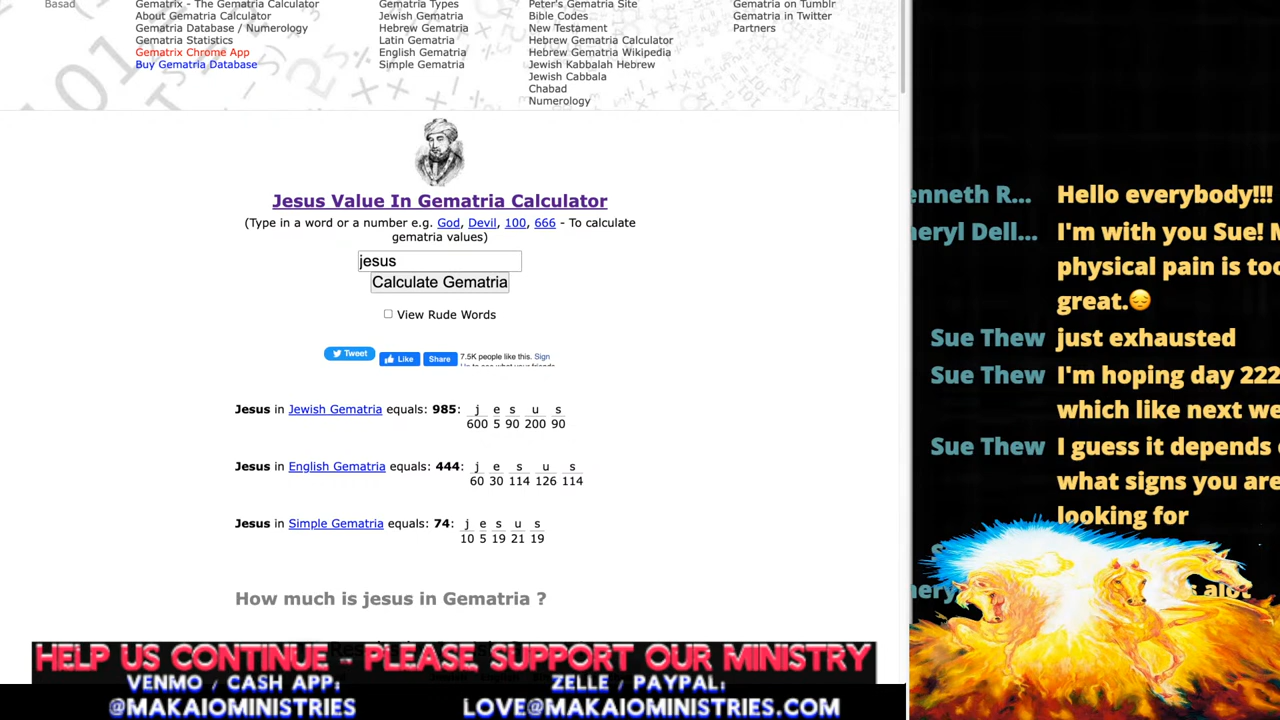 Basad
Gematrix - The Gematria Calculator
About Gematria Calculator
Gematria Database / Numerology
Gematria Statistics
Gematrix Chrome App
Buy Gematria Database
Gematria Types
Jewish Gematria
Hebrew Gematria
Latin Gematria
English Gematria
Simple Gematria
Peter's Gematria Site
Bible Codes
New Testament
Hebrew Gematria Calculator
Hebrew Gematria Wikipedia
Jewish Kabbalah Hebrew
Jewish Cabbala
Chabad
Numerology
Gematria on Tumblr
Gematria in Twitter
Partners
Jesus Value In Gematria Calculator
(Type in a word or a number e.g. God, Devil, 100, 666 - To calculate
gematria values)
jesus
Calculate Gematria
View Rude Words
Tweet
Like
Share
7.5K people like this. Sign
Jesus in Jewish Gematria equals: 985: j e s u s
600 5 90 200 90
Jesus in English Gematria equals: 444: j e s u s
60 30 114 126 114
Jesus in Simple Gematria equals: 74: j e s u s
10 5 19 21 19
How much is jesus in Gematria ?
HELP US CONTINUE - PLEASE SUPPORT OUR MINISTRY
VENMO / CASH APP:
@MAKAIOMINISTRIES
ZELLE / PAYPAL:
LOVE@MAKAIOMINISTRIES.COM
enneth R... Hello everybody!!!
eryl Dell... I'm with you Sue! M
physical pain is too
great.😔
Sue Thew just exhausted
Sue Thew I'm hoping day 222
which like next we
Sue Thew I guess it depends
what signs you are
looking for
alot